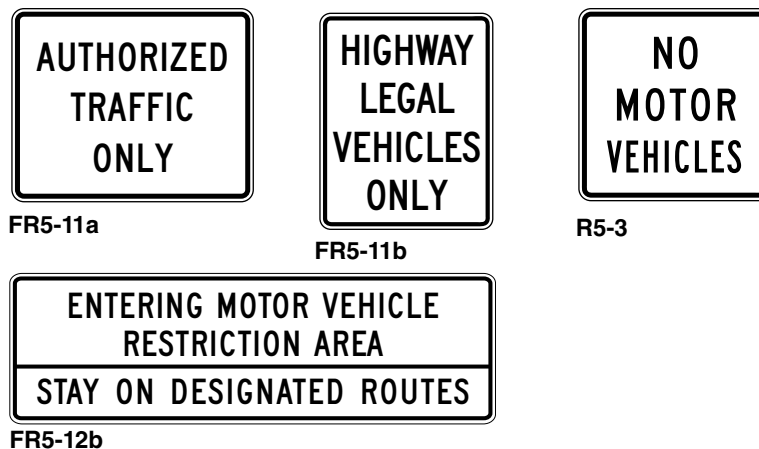 AUTHORIZED
TRAFFIC
ONLY
FR5-11a
HIGHWAY
LEGAL
VEHICLES
ONLY
FR5-11b
NO
MOTOR
VEHICLES
R5-3
ENTERING MOTOR VEHICLE
RESTRICTION AREA
STAY ON DESIGNATED ROUTES
FR5-12b